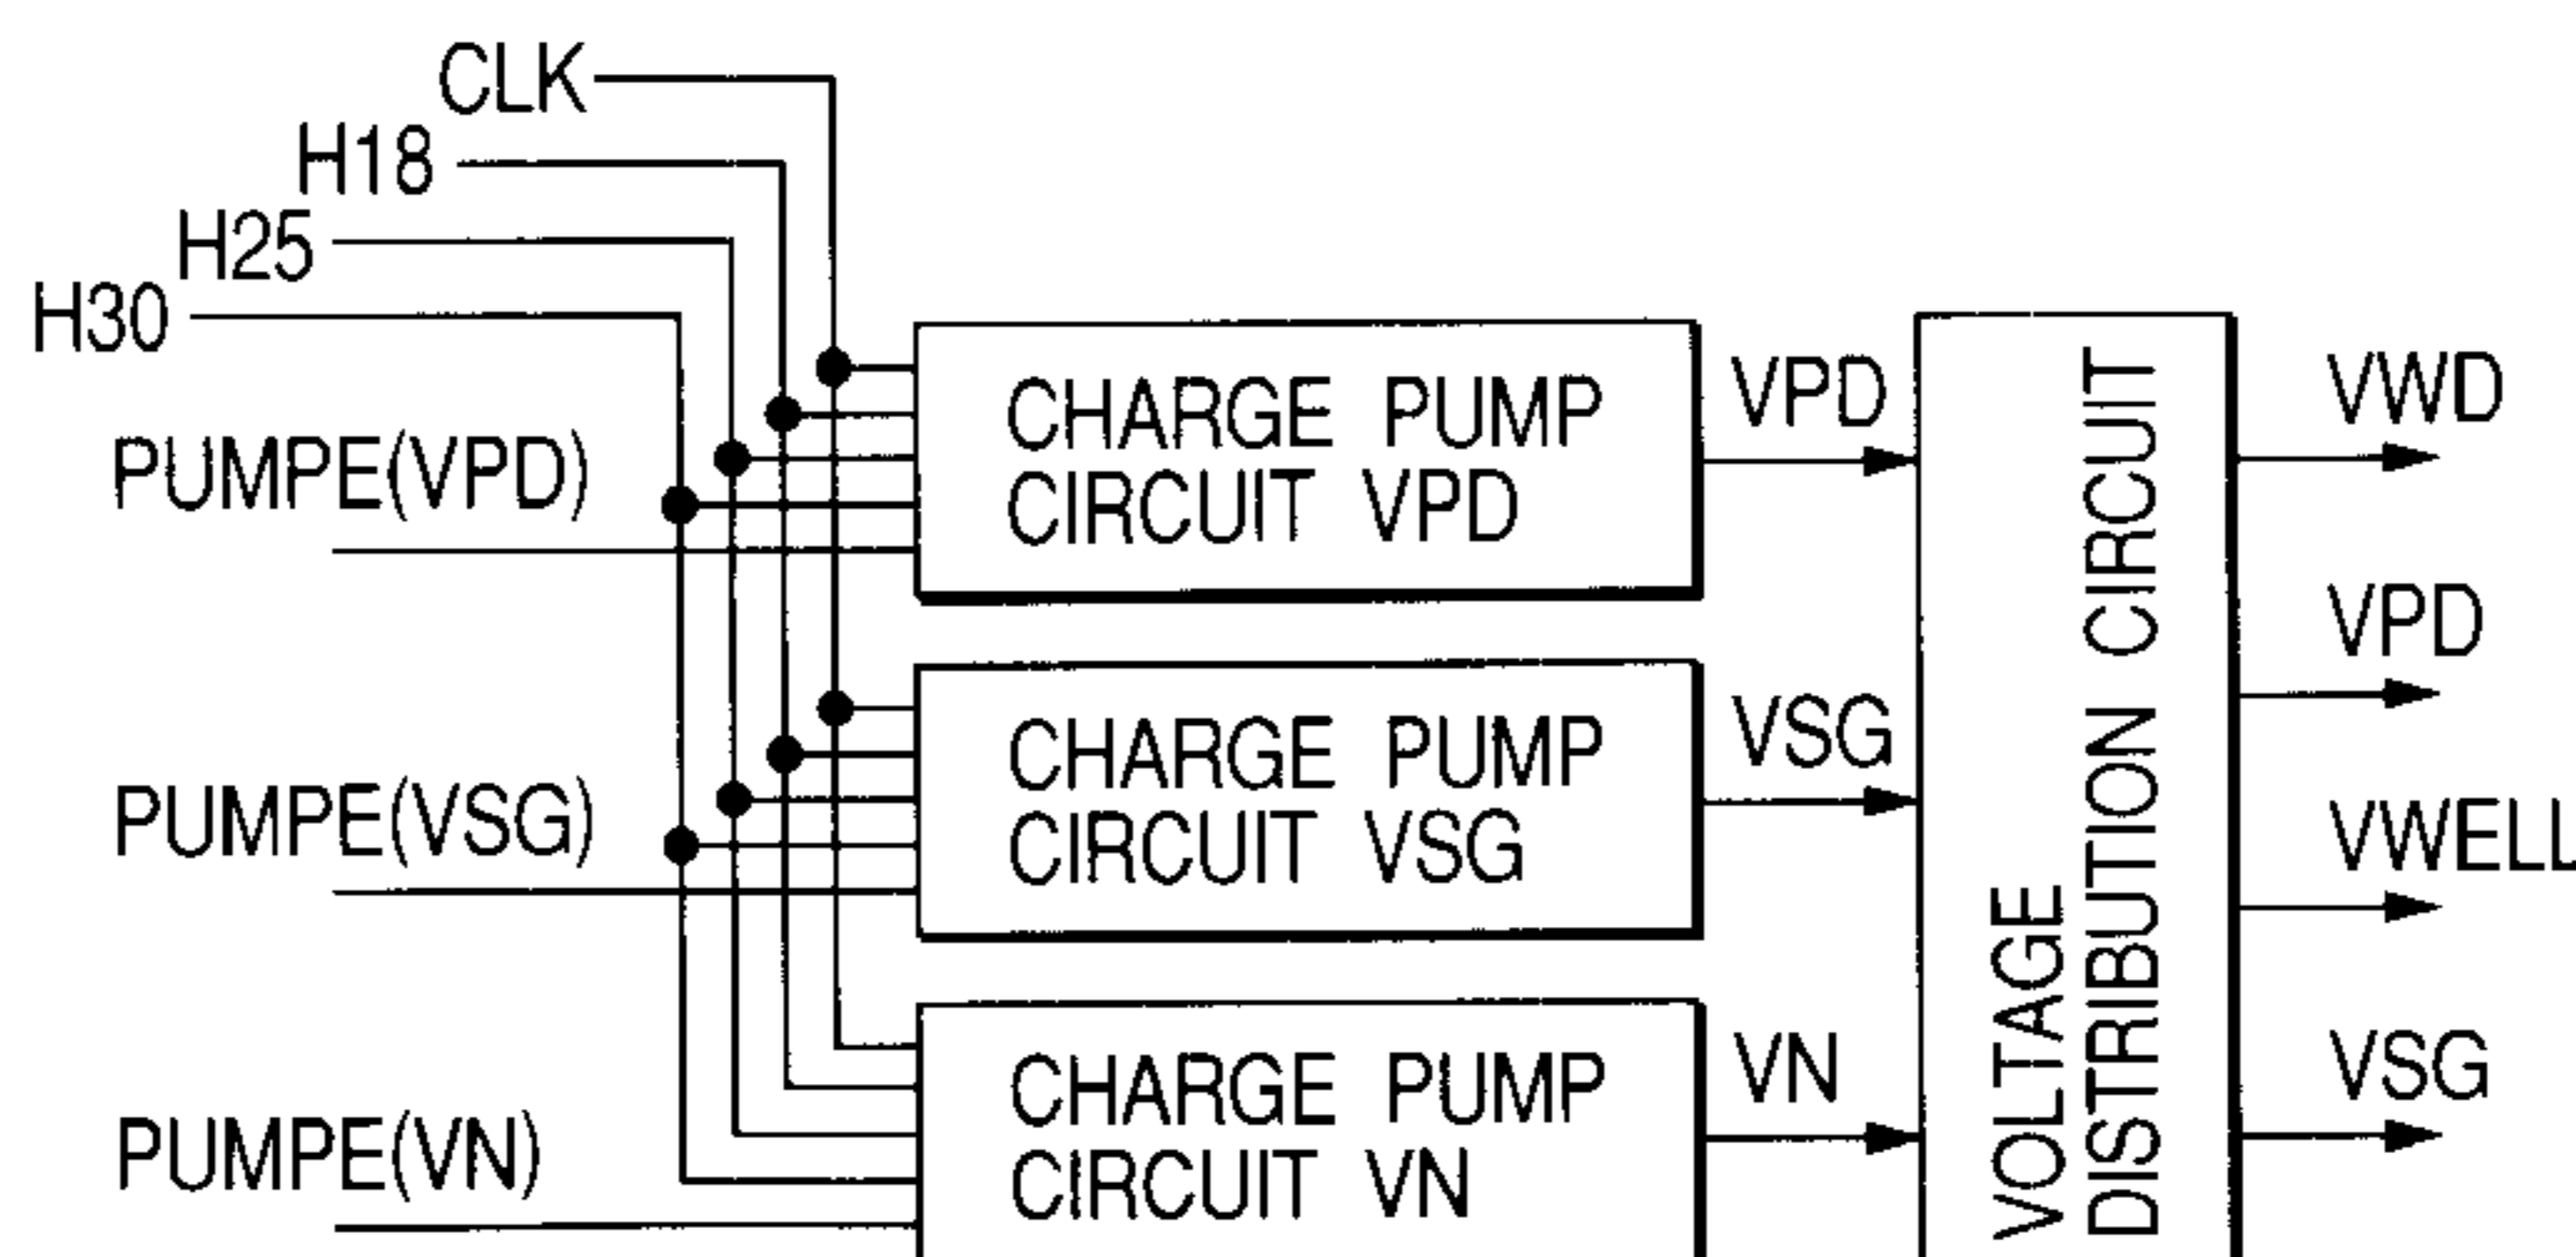 CLK
H18
H25
H30
PUMPE(VPD)
CHARGE PUMP
CIRCUIT VPD
VPD
PUMPE(VSG)
CHARGE PUMP
CIRCUIT VSG
VSG
PUMPE(VN)
CHARGE PUMP
CIRCUIT VN
VN
VOLTAGE
DISTRIBUTION CIRCUIT
VWD
VPD
VWELL
VSG